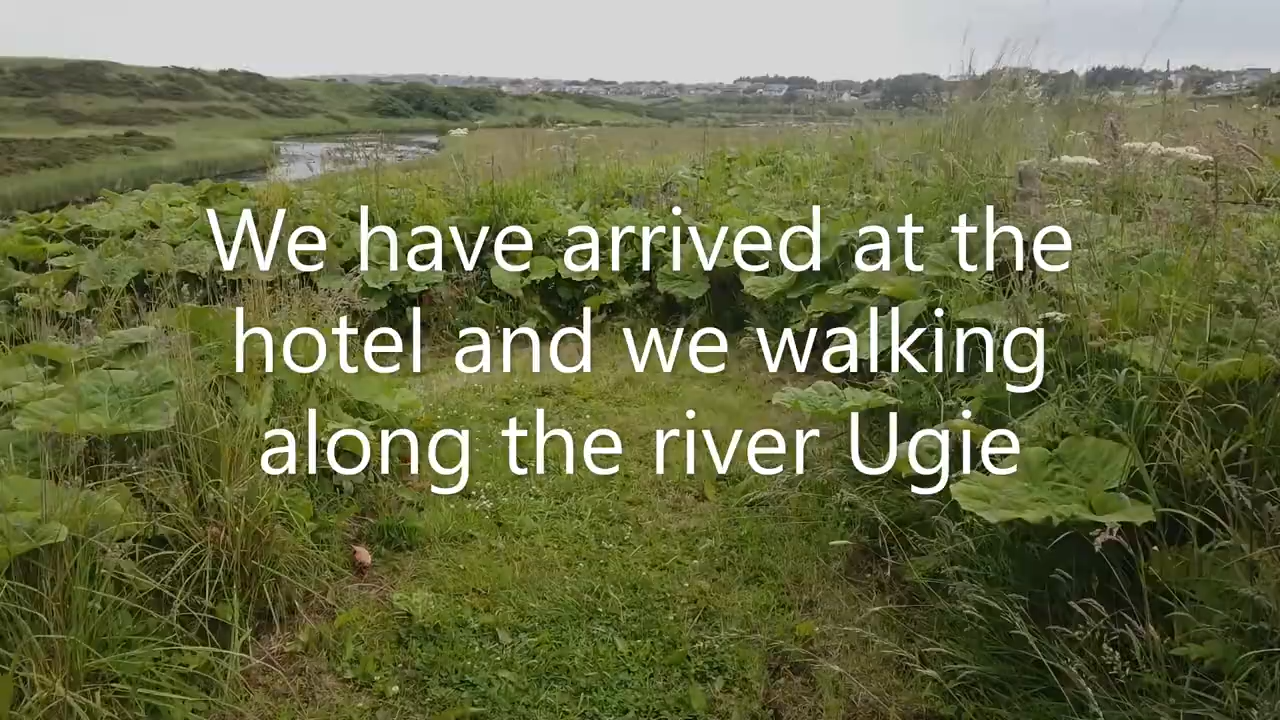 We have arrived at the
hotel and we walking
along the river Ugie